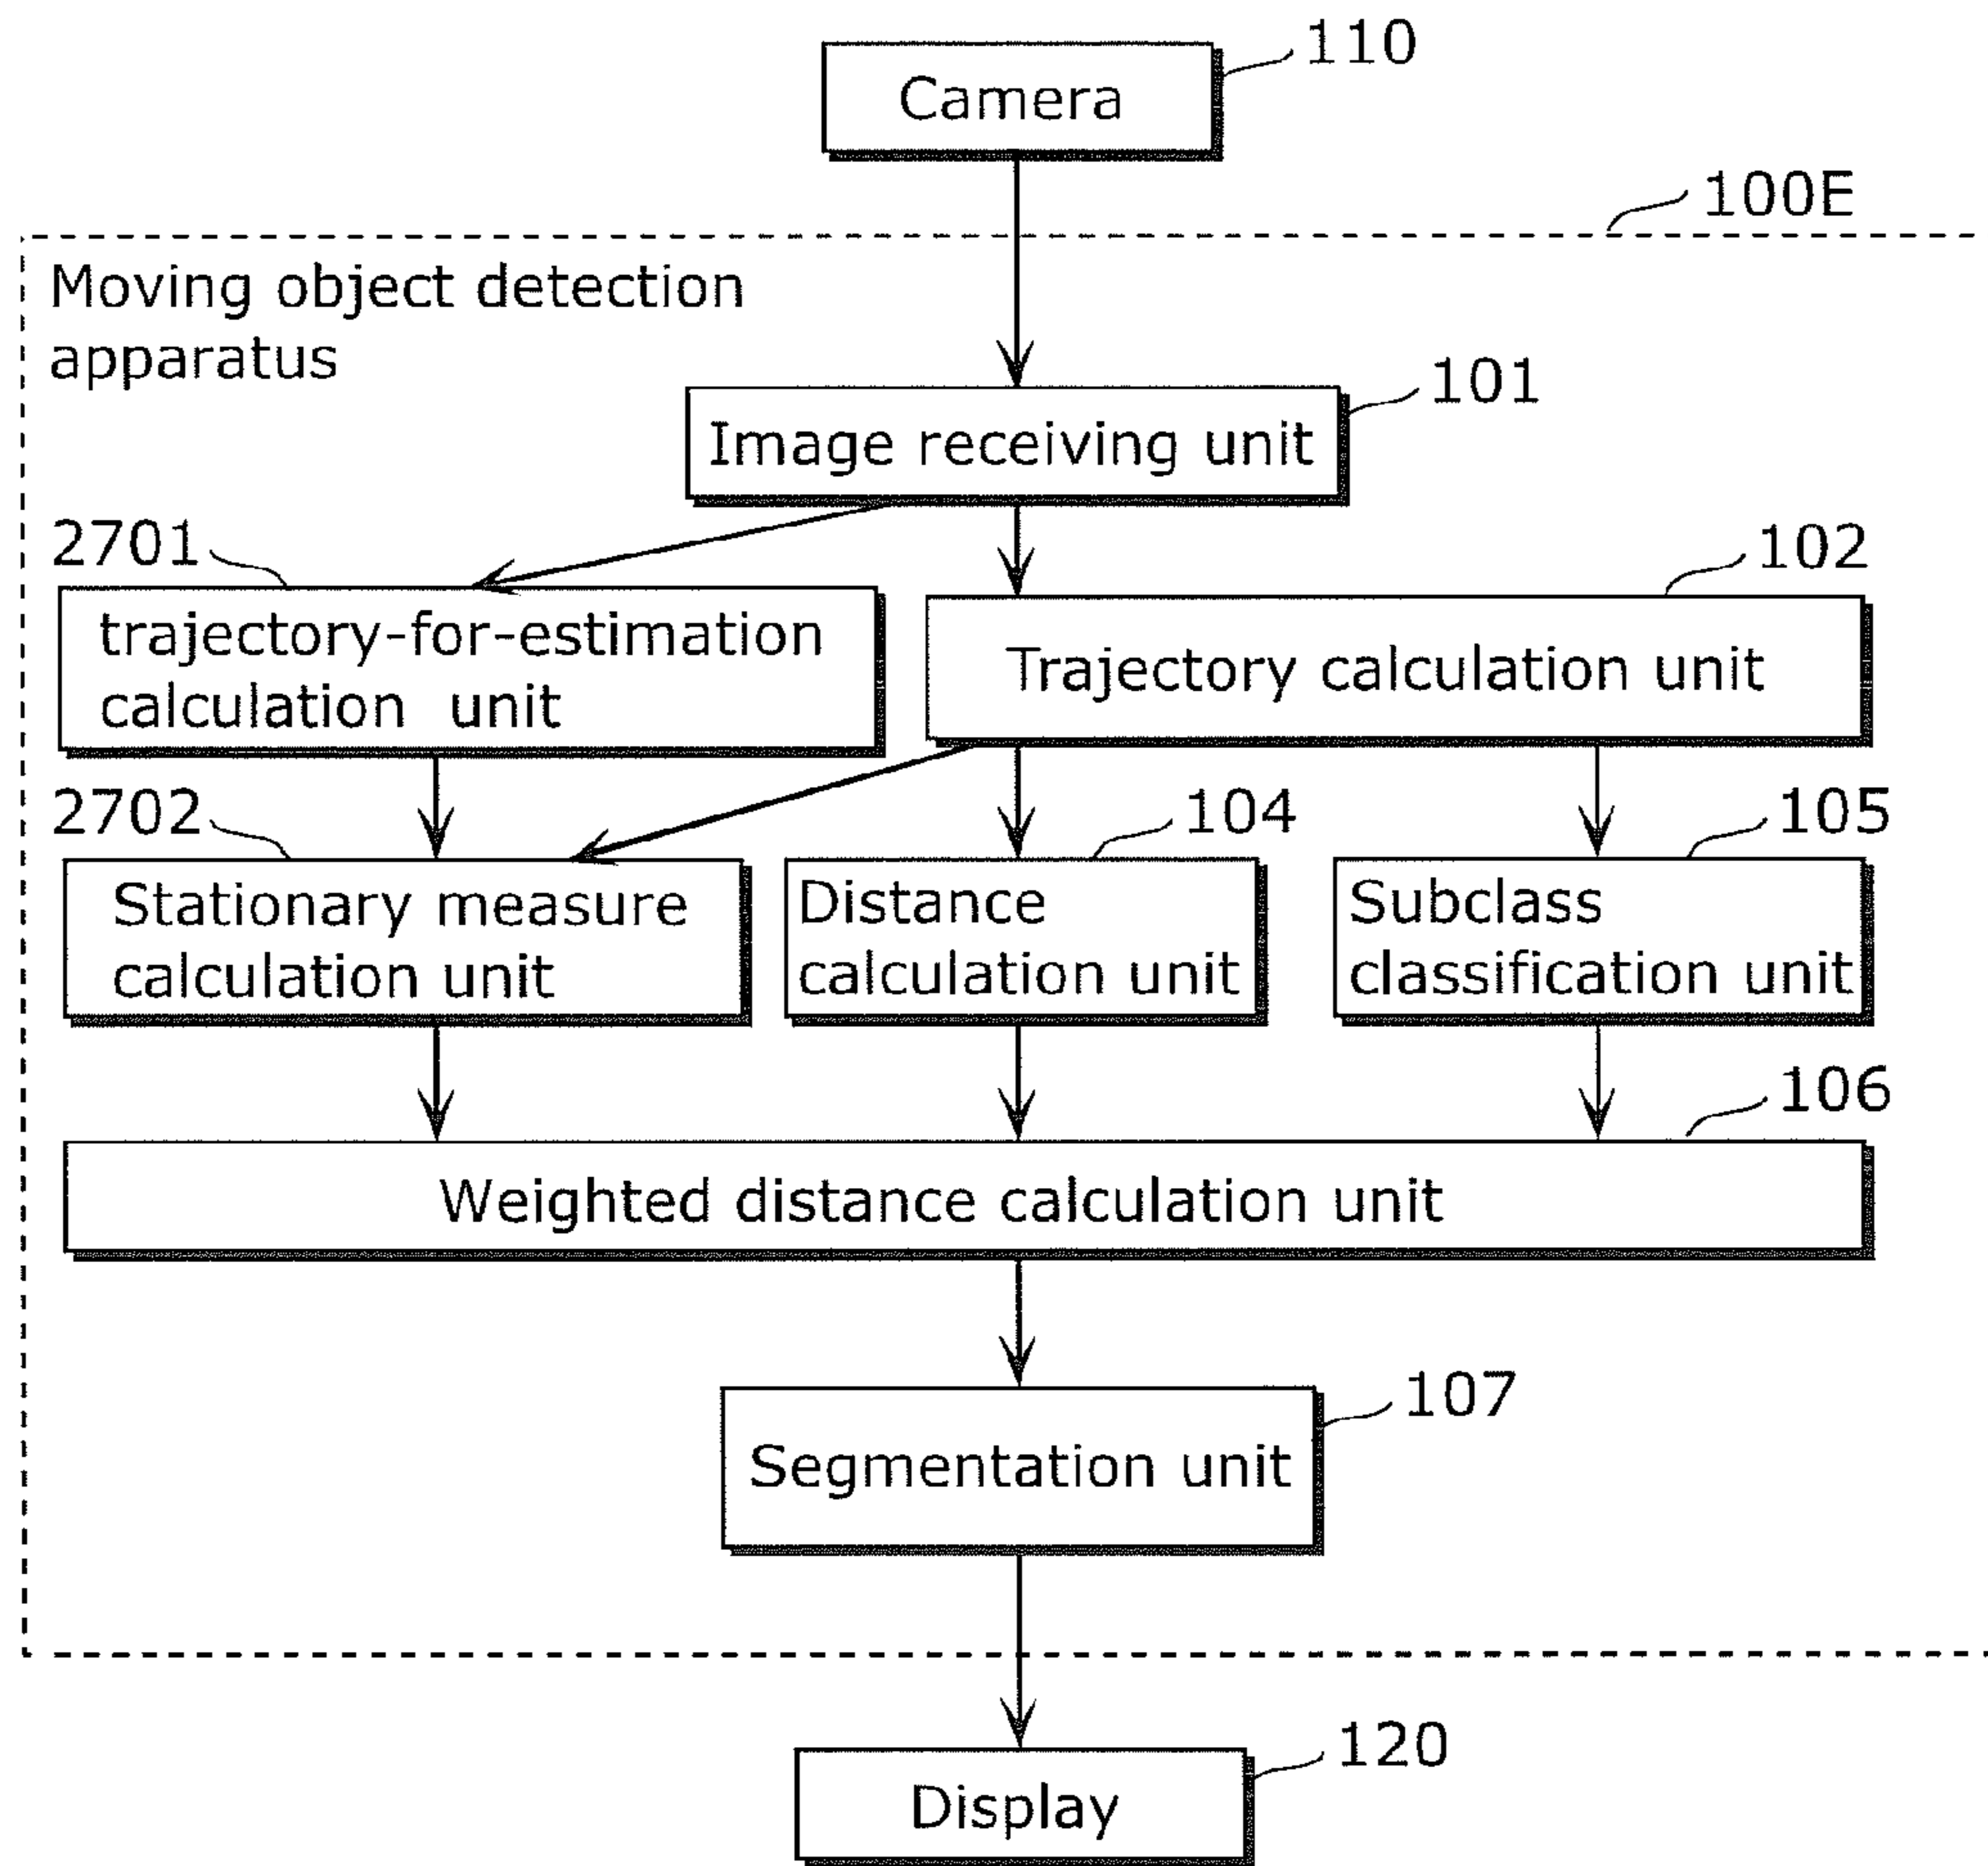 110
Camera
100E
Moving object detection
apparatus
101
Image receiving unit
2701
102
trajectory-for-estimation
calculation unit
Trajectory calculation unit
2702
104
105
Stationary measure
calculation unit
Distance
calculation unit
Subclass
classification unit
106
Weighted distance calculation unit
107
Segmentation unit
120
Display